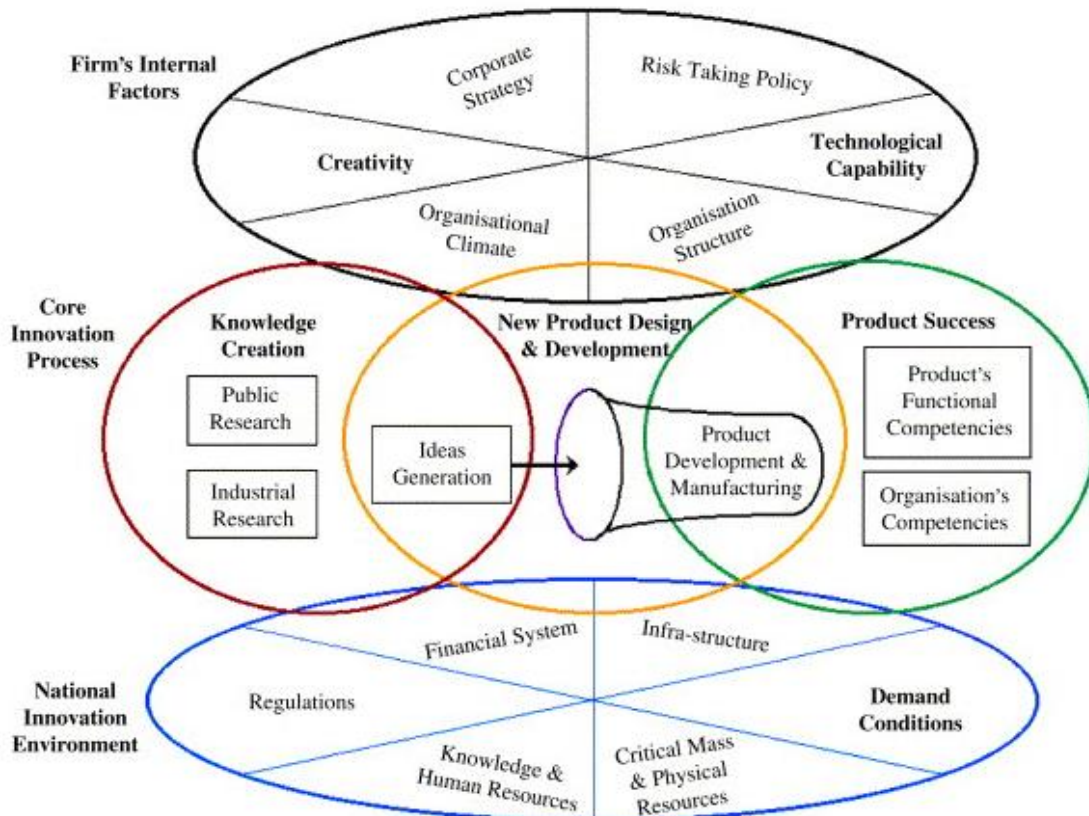 Firm's Internal
Factors
Corporate
Strategy
Risk Taking Policy
Creativity
Technological
Capability
Organisational
Climate
Organisation
Structure
Core
Innovation
Process
Knowledge
Creation
Public
Research
Industrial
Research
Ideas
Generation
New Product Design
& Development
Product
Development &
Manufacturing
Product Success
Product's
Functional
Competencies
Organisation's
Competencies
National
Innovation
Environment
Financial System
Infra-structure
Regulations
Demand
Conditions
Knowledge &
Human Resources
Critical Mass
& Physical
Resources